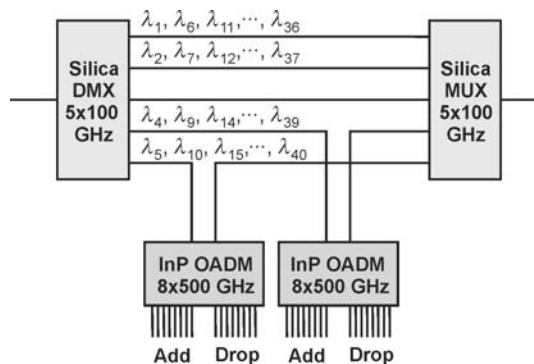 λ1, λ6, λ11,···, λ36
λ2, λ7, λ12,···, λ37
λ4, λ9, λ14,···, λ39
λ5, λ10, λ15,···, λ40
Silica
DMX
5x100
GHz
Silica
MUX
5x100
GHz
InP OADM
8x500 GHz
InP OADM
8x500 GHz
Add Drop
Add Drop